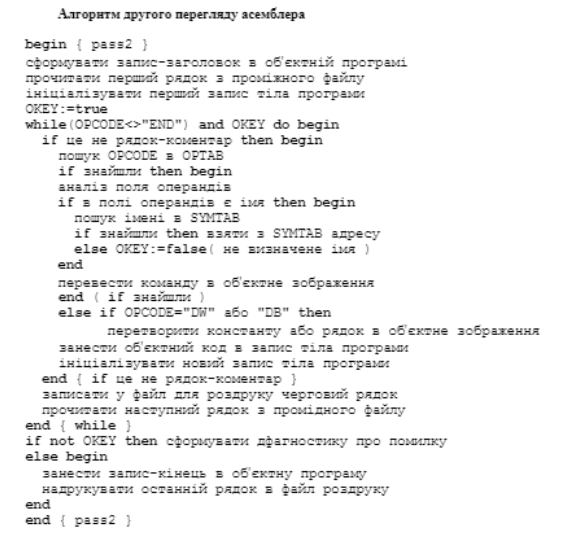 Алгоритм другого перегляду асемблера
begin { pass2 }
сформувати запис-заголовок в об'єктній програмі
прочитати перший рядок з проміжного файлу
ініціалізувати перший запис тіла програми
OKEY:=true
while(OPCODE<>"END") and OKEY do begin
if це не рядок-коментар then begin
пошук OPCODE в OPTAB
if знайшли then begin
аналіз поля операндів
if в полі операндів є імя then begin
пошук імені в SYMTAB
if знайшли then взяти з SYMTAB адресу
else OKEY:=false( не визначене імя )
end
перевести команду в об'єктне зображення
end ( if знайшли )
else if OPCODE="DW" або "DB" then
перетворити константу або рядок в об'єктне зображення
занести об'єктний код в запис тіла програми
ініціалізувати новий запис тіла програми
end { if це не рядок-коментар }
записати у файл для роздруку черговий рядок
прочитати наступний рядок з промідного файлу
end { while }
if not OKEY then сформувати дфагностику про помилку
else begin
занести запис-кінець в об'єктну програму
надрукувати останній рядок в файл роздруку
end
end { pass2 }